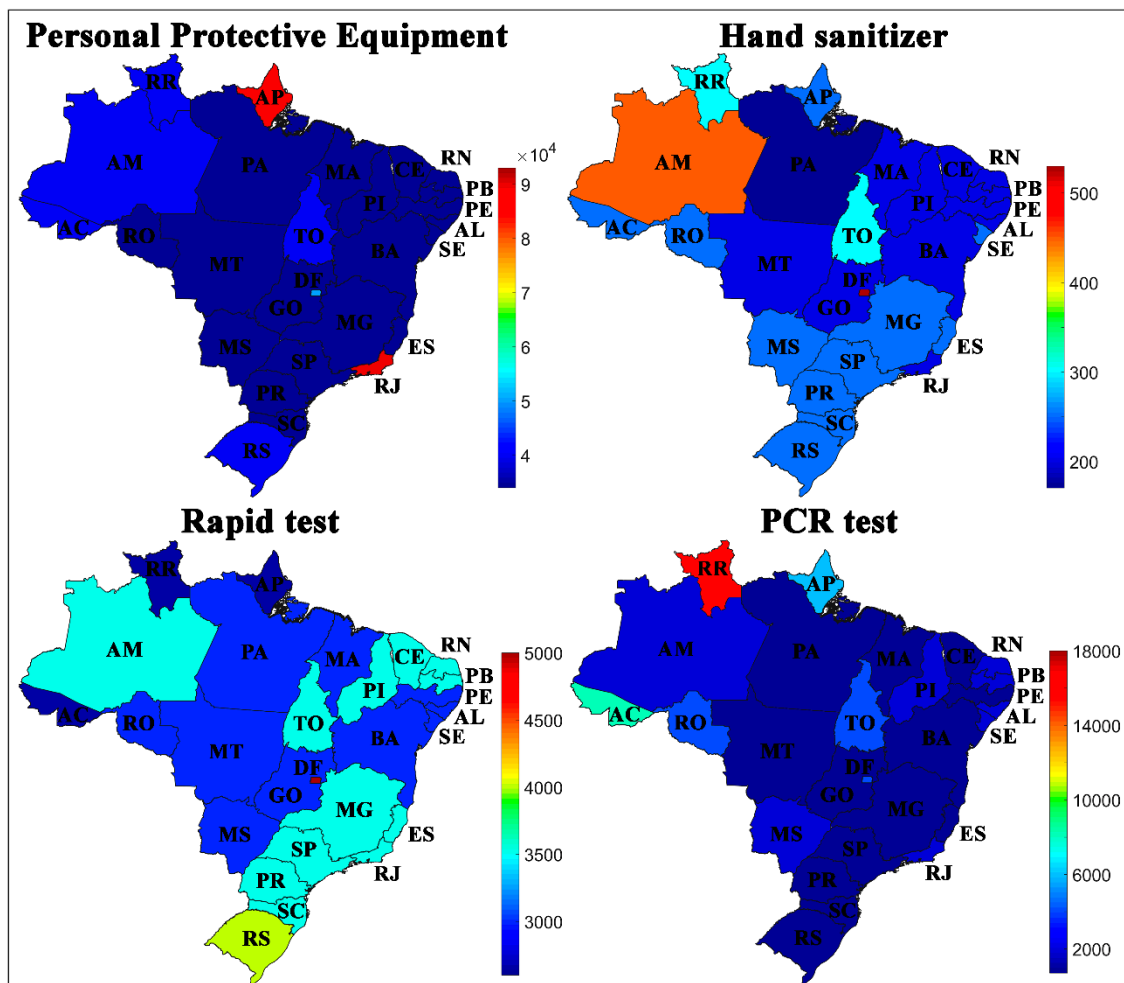 Personal Protective Equipment
RR
AP
AM
PA
MA
CE
RN
PB
PE
AL
SE
PI
AC
RO
TO
BA
MT
DF
GO
MG
ES
MS
SP
RJ
PR
SC
RS
×10⁴
9
8
7
6
5
4
Hand sanitizer
RR
AP
AM
PA
MA
CE
RN
PB
PE
AL
SE
PI
AC
RO
TO
BA
MT
DF
GO
MG
ES
MS
SP
RJ
PR
SC
RS
500
400
300
200
Rapid test
RR
AP
AM
PA
MA
CE
RN
PB
PE
AL
SE
PI
AC
RO
TO
BA
MT
DF
GO
MG
ES
MS
SP
RJ
PR
SC
RS
5000
4500
4000
3500
3000
PCR test
RR
AP
AM
PA
MA
CE
RN
PB
PE
AL
SE
PI
AC
RO
TO
BA
MT
DF
GO
MG
ES
MS
SP
RJ
PR
SC
RS
18000
14000
10000
6000
2000